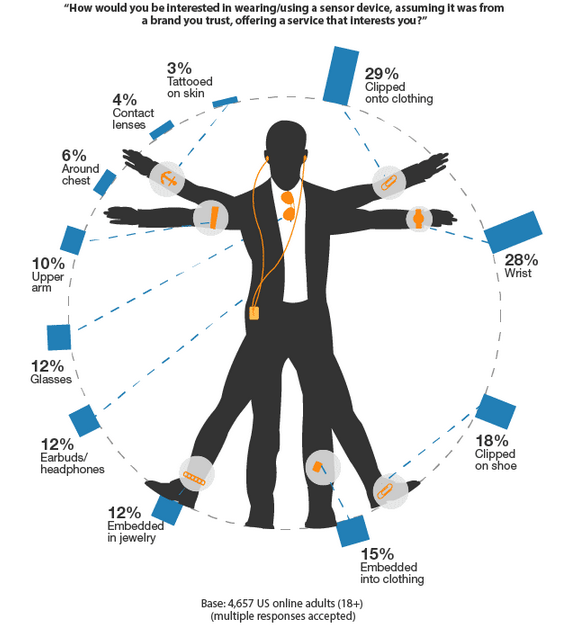 “How would you be interested in wearing/using a sensor device, assuming it was from
a brand you trust, offering a service that interests you?”
3%
Tattooed
on skin
29%
Clipped
onto clothing
4%
Contact
lenses
6%
Around
chest
10%
Upper
arm
28%
Wrist
12%
Glasses
12%
Earbuds/
headphones
18%
Clipped
on shoe
12%
Embedded
in jewelry
15%
Embedded
into clothing
Base: 4,657 US online adults (18+)
(multiple responses accepted)